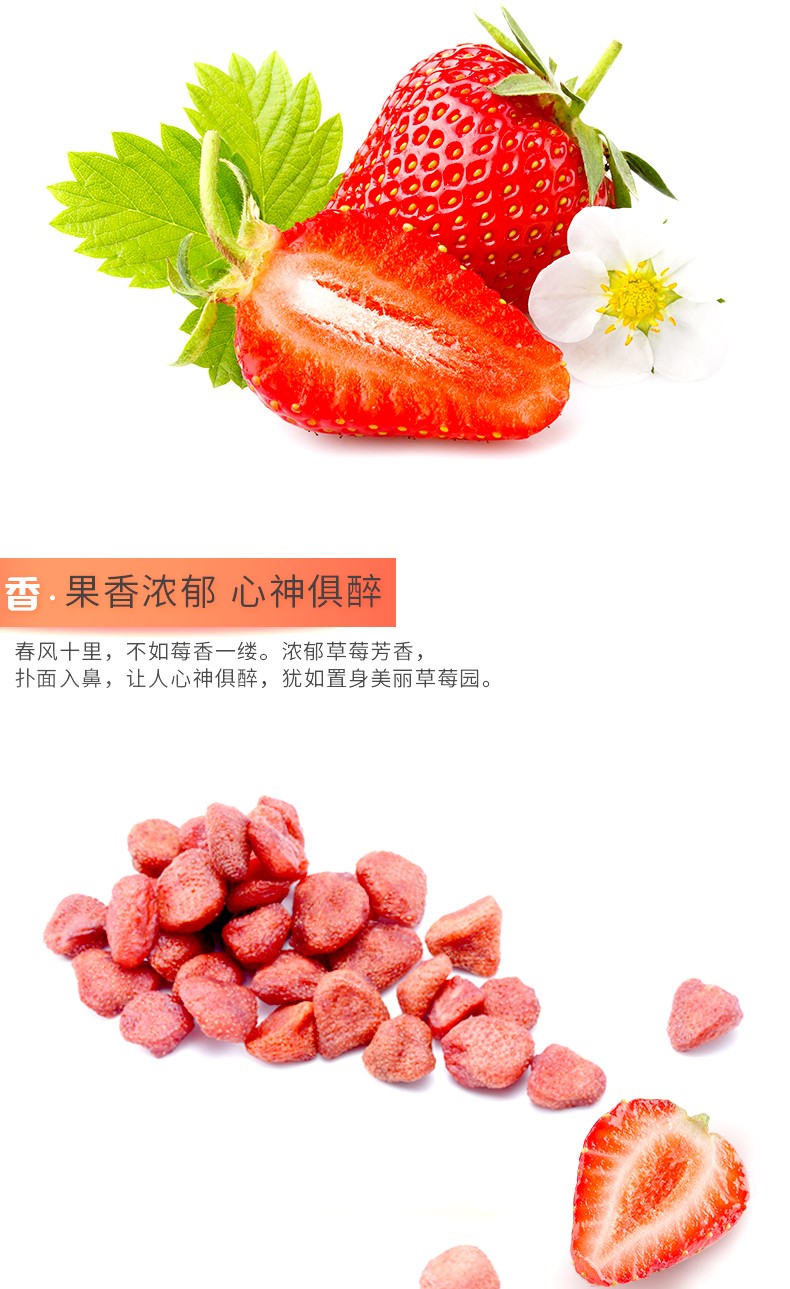 香·果香浓郁 心神俱醉
春风十里，不如莓香一缕。浓郁草莓芳香，
扑面入鼻，让人心神俱醉，犹如置身美丽草莓园。